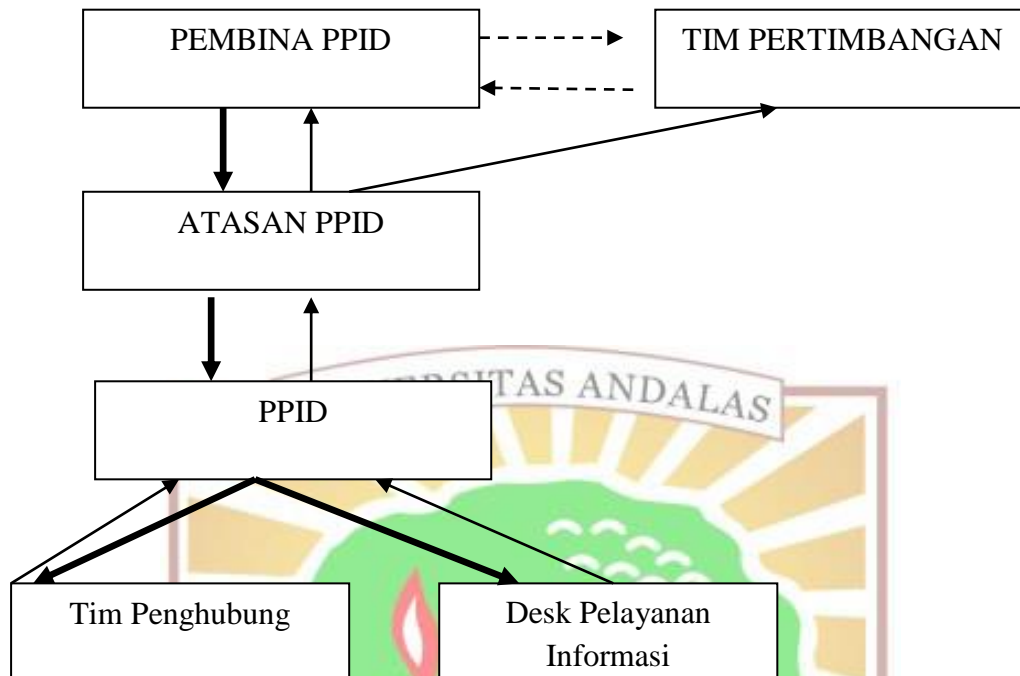 PEMBINA PPID
TIM PERTIMBANGAN
ATASAN PPID
UNIVERSITAS ANDALAS
PPID
Tim Penghubung
Desk Pelayanan
Informasi